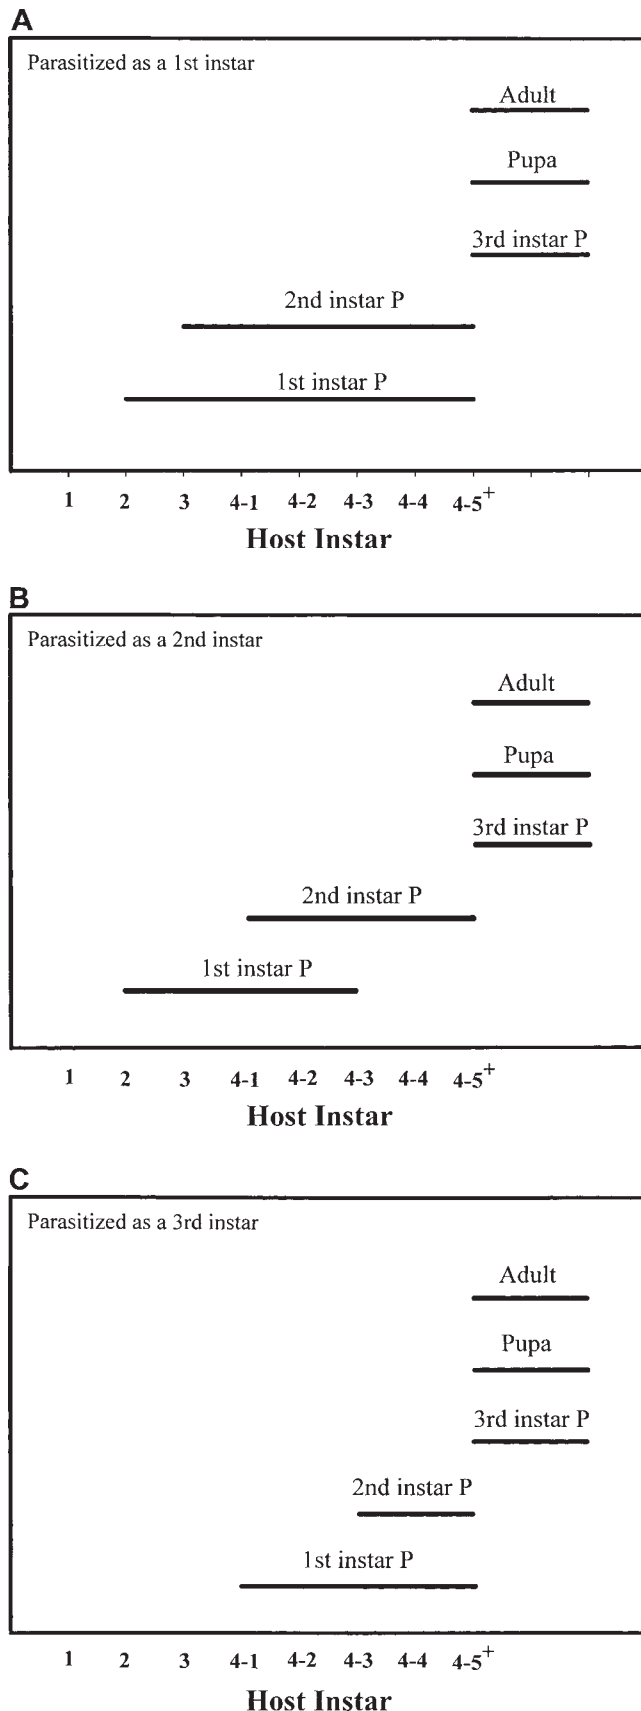 A
Parasitized as a 1st instar
Adult
Pupa
3rd instar P
2nd instar P
1st instar P
1 2 3 4-1 4-2 4-3 4-4 4-5+
Host Instar
B
Parasitized as a 2nd instar
Adult
Pupa
3rd instar P
2nd instar P
1st instar P
1 2 3 4-1 4-2 4-3 4-4 4-5+
Host Instar
C
Parasitized as a 3rd instar
Adult
Pupa
3rd instar P
2nd instar P
1st instar P
1 2 3 4-1 4-2 4-3 4-4 4-5+
Host Instar